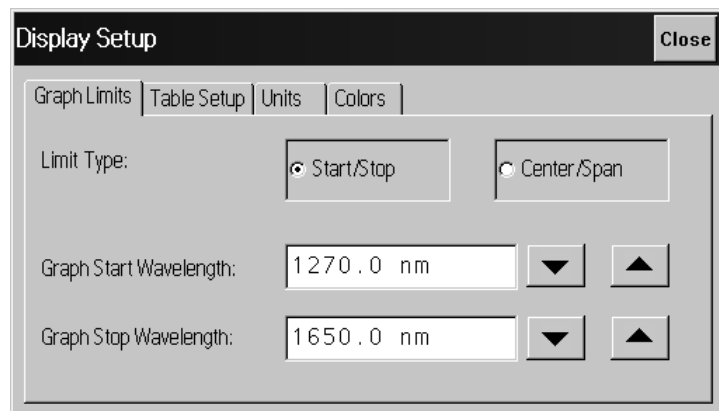 Display Setup Close
Graph Limits Table Setup Units Colors
Limit Type: Start/Stop Center/Span
Graph Start Wavelength: 1270.0 nm
Graph Stop Wavelength: 1650.0 nm